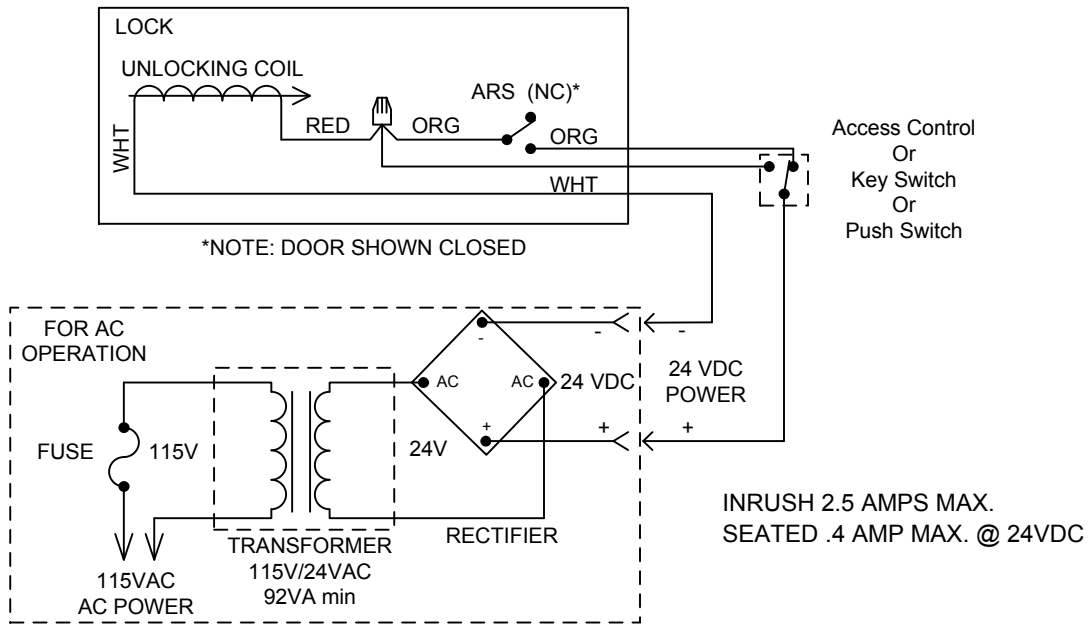 LOCK
UNLOCKING COIL
ARS (NC)*
RED
ORG
ORG
WHT
WHT
*NOTE: DOOR SHOWN CLOSED
Access Control
Or
Key Switch
Or
Push Switch
FOR AC
OPERATION
-
-
-
AC
AC
24 VDC
24 VDC
POWER
+
+
+
FUSE
115V
24V
RECTIFIER
TRANSFORMER
115V/24VAC
92VA min
115VAC
AC POWER
INRUSH 2.5 AMPS MAX.
SEATED .4 AMP MAX. @ 24VDC